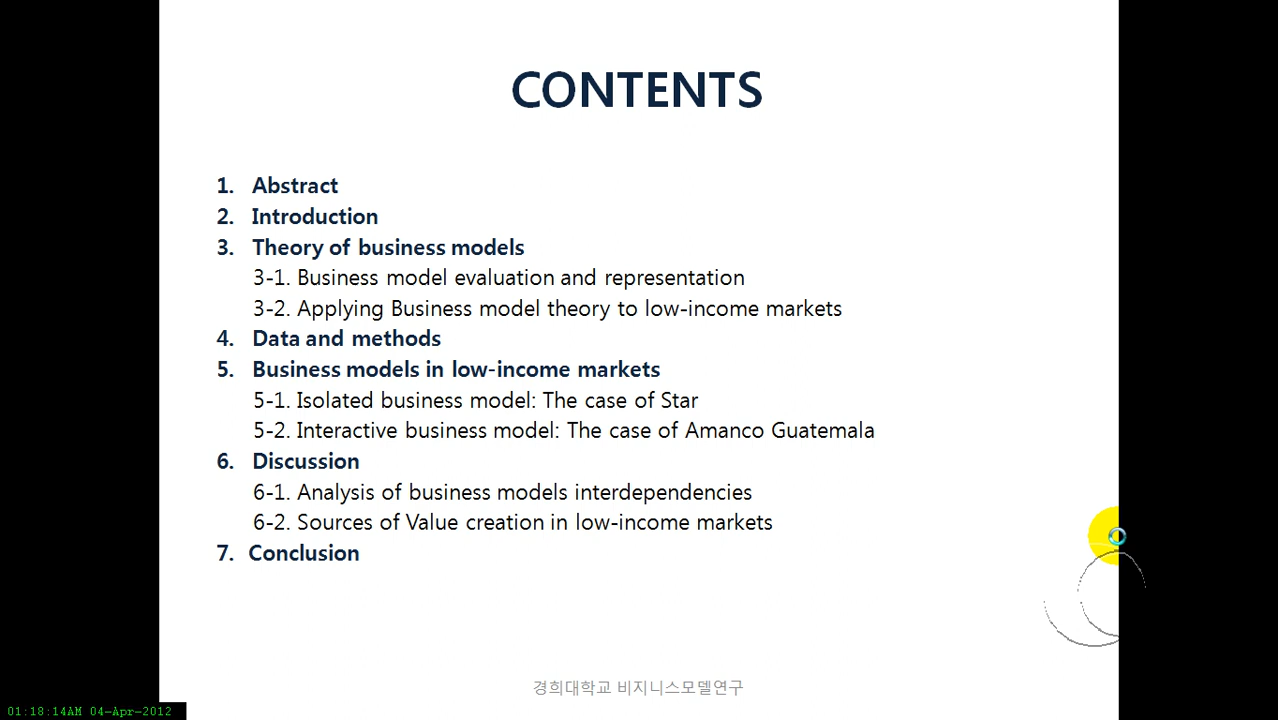 CONTENTS
1. Abstract
2. Introduction
3. Theory of business models
3-1. Business model evaluation and representation
3-2. Applying Business model theory to low-income markets
4. Data and methods
5. Business models in low-income markets
5-1. Isolated business model: The case of Star
5-2. Interactive business model: The case of Amanco Guatemala
6. Discussion
6-1. Analysis of business models interdependencies
6-2. Sources of Value creation in low-income markets
7. Conclusion
경희대학교 비지니스모델연구
01:18:14AM 04-Apr-2012